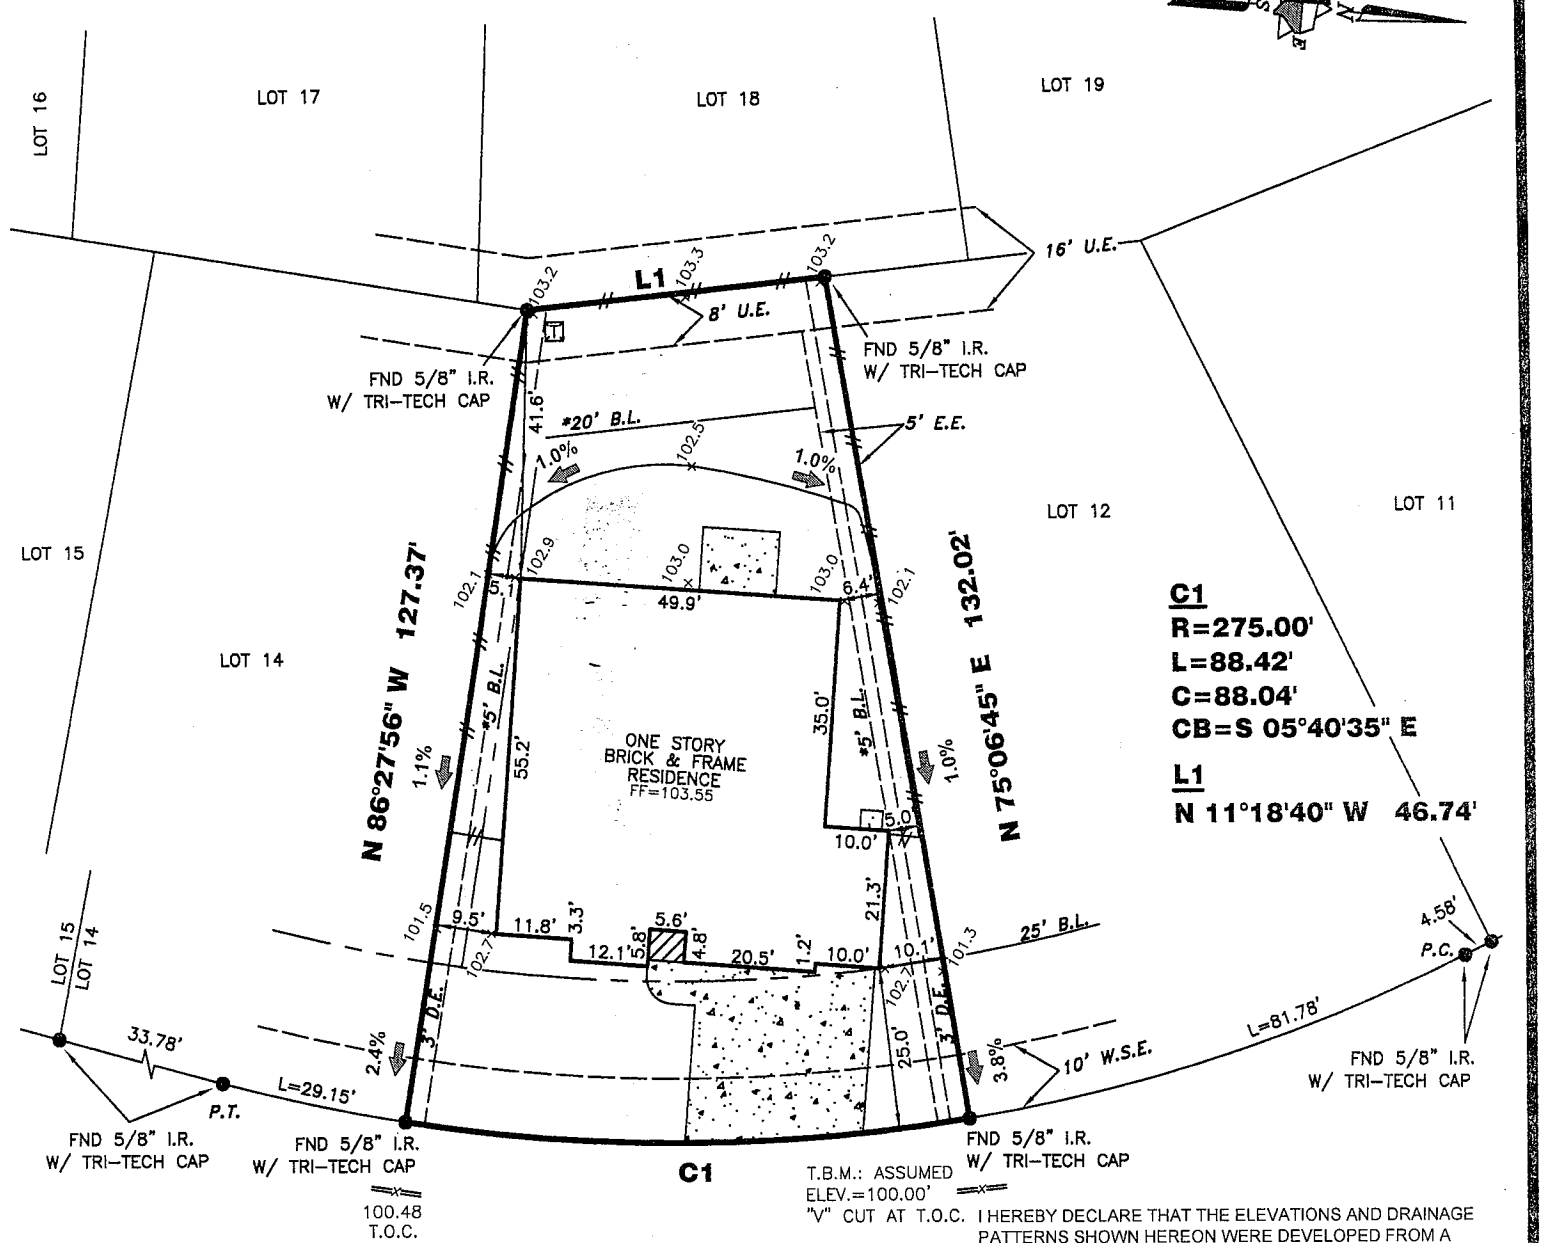 S
N
E
LOT 16
LOT 17
LOT 18
LOT 19
16' U.E.
103.2
L1
103.3
103.2
8' U.E.
T
FND 5/8" I.R.
W/ TRI-TECH CAP
FND 5/8" I.R.
W/ TRI-TECH CAP
41.6'
*20' B.L.
102.5
5' E.E.
1.0%
1.0%
LOT 15
LOT 12
LOT 11
102.1
5.1'
102.9
103.0
103.0
6.4'
102.1
49.9'
N 86°27'56" W 127.37'
N 75°06'45" E 132.02'
LOT 14
*5' B.L.
55.2'
35.0'
*5' B.L.
1.1%
1.0%
ONE STORY
BRICK & FRAME
RESIDENCE
FF=103.55
C1
R=275.00'
L=88.42'
C=88.04'
CB=S 05°40'35" E
L1
N 11°18'40" W 46.74'
5.0'
10.0'
21.3'
101.5
9.5'
11.8'
3.3'
5.6'
12.1'
5.8'
4.8'
20.5'
1.2'
10.0'
10.1'
101.3
102.7
102.7
25' B.L.
4.58'
P.C.
LOT 15
LOT 14
33.78'
L=29.15'
P.T.
2.4%
3' D.E.
25.0'
3' D.E.
3.8%
10' W.S.E.
L=81.78'
FND 5/8" I.R.
W/ TRI-TECH CAP
FND 5/8" I.R.
W/ TRI-TECH CAP
FND 5/8" I.R.
W/ TRI-TECH CAP
FND 5/8" I.R.
W/ TRI-TECH CAP
C1
100.48
T.O.C.
T.B.M.: ASSUMED
ELEV.=100.00'
"V" CUT AT T.O.C.
I HEREBY DECLARE THAT THE ELEVATIONS AND DRAINAGE
PATTERNS SHOWN HEREON WERE DEVELOPED FROM A